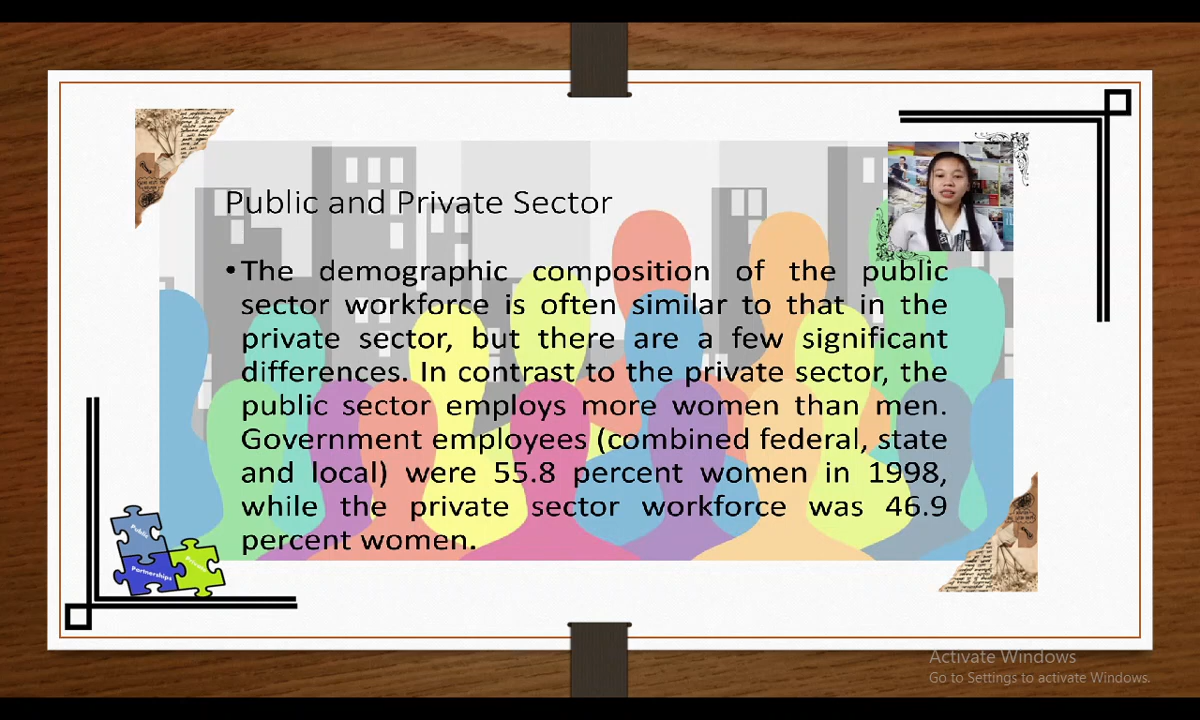 Public and Private Sector
•The demographic composition of the public
sector workforce is often similar to that in the
private sector, but there are a few significant
differences. In contrast to the private sector, the
public sector employs more women than men.
Government employees (combined federal, state
and local) were 55.8 percent women in 1998,
while the private sector workforce was 46.9
percent women.
Public
Partnerships
Activate Windows
Go to Settings to activate Windows.